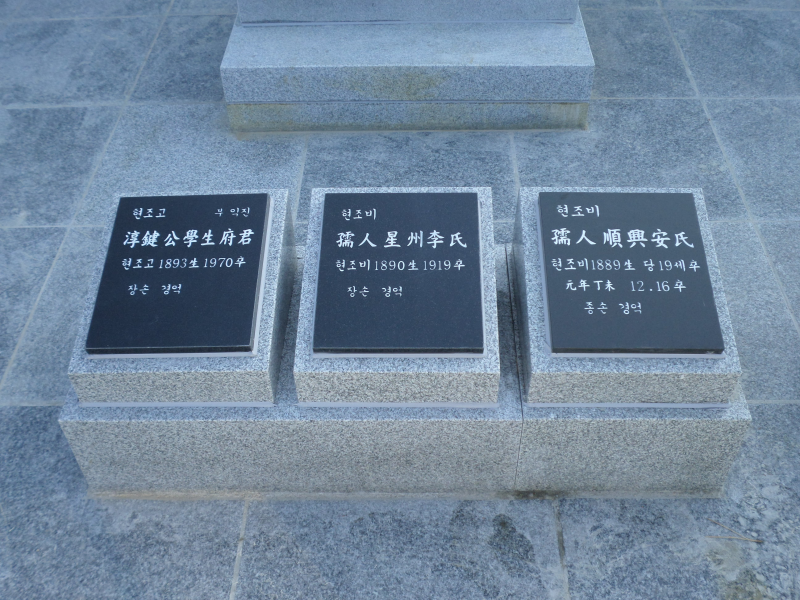 현조고 부 익진
淳鍵公學生府君
현조고 1893生1970卒
장손 경억
현조비
孺人星州李氏
현조비 1890生1919卒
장손 경억
현조비
孺人順興安氏
현조비1889生 당19세卒
元年丁未 12.16卒
종손 경억